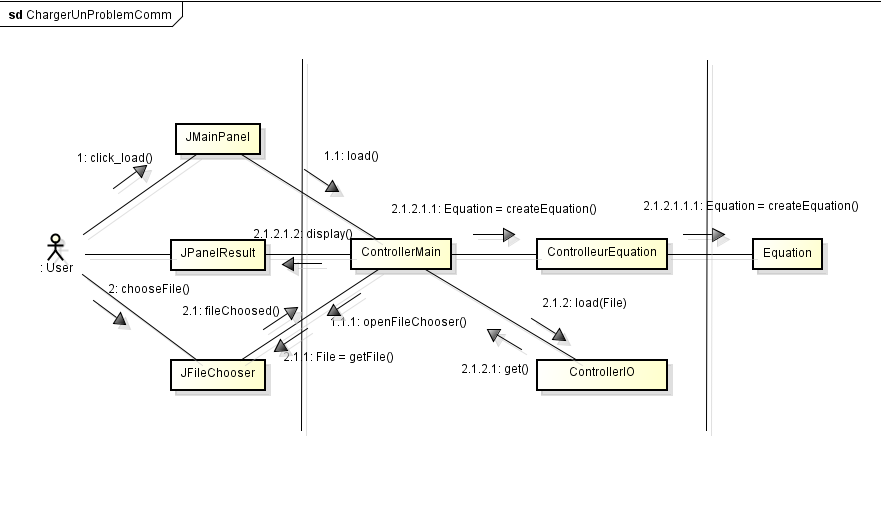 sd ChargerUnProblemComm
JMainPanel
1: click_load()
1.1: load()
2.1.2.1.1: Equation = createEquation()
2.1.2.1.1.1: Equation = createEquation()
2.1.2.1.2: display()
: User
JPanelResult
ControllerMain
ControlleurEquation
Equation
2: chooseFile()
2.1: fileChoosed()
1.1.1: openFileChooser()
2.1.2: load(File)
2.1.1: File = getFile()
2.1.2.1: get()
JFileChooser
ControllerIO